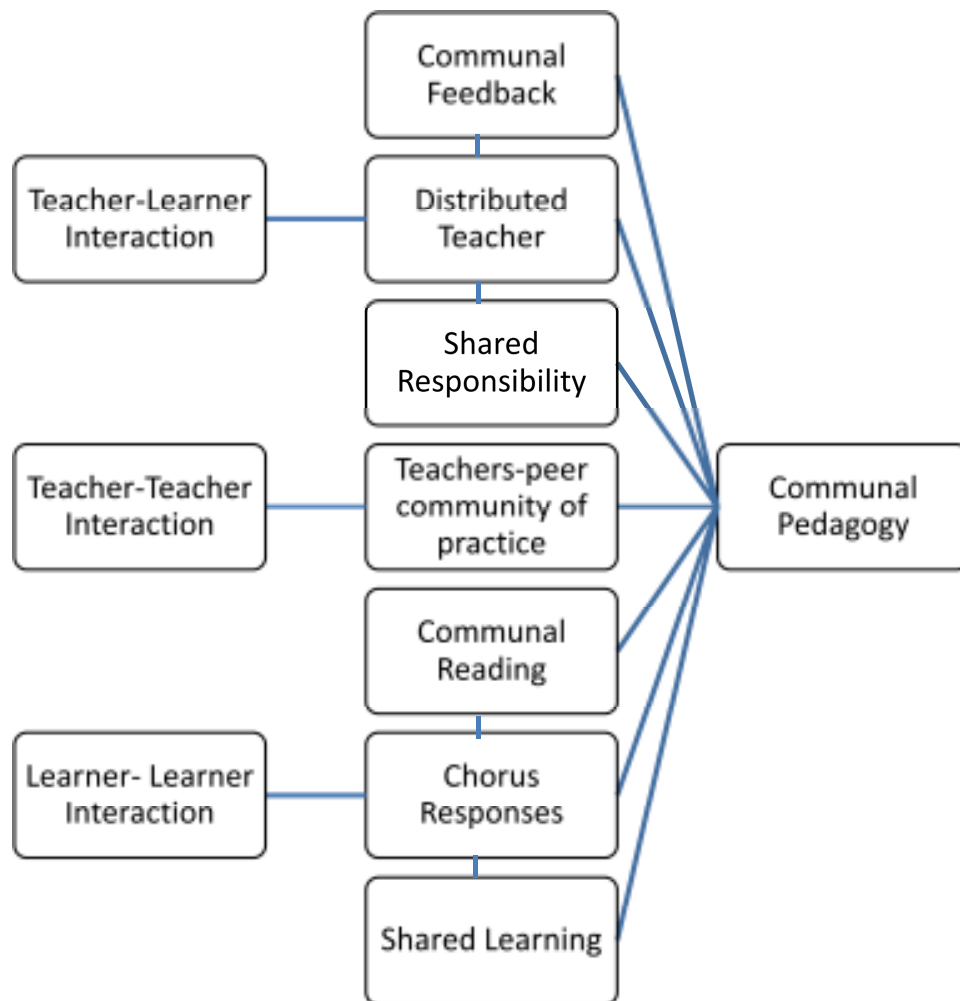 Communal
Feedback
Teacher-Learner
Interaction
Distributed
Teacher
Shared
Responsibility
Teacher-Teacher
Interaction
Teachers-peer
community of
practice
Communal
Pedagogy
Communal
Reading
Learner- Learner
Interaction
Chorus
Responses
Shared Learning